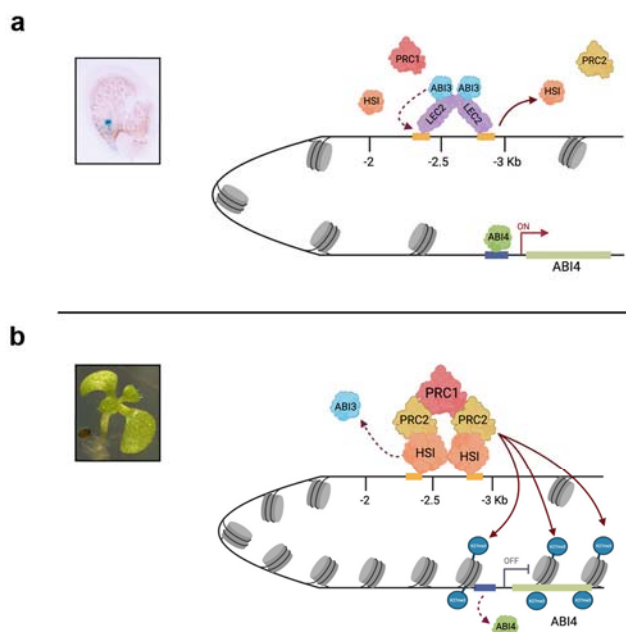 a
PRC1
PRC2
HSI
ABI3
ABI3
HSI
LEC2
LEC2
-2
-2.5
-3 Kb
ABI4
ON
ABI4
b
PRC1
ABI3
PRC2
PRC2
HSI
HSI
-2
-2.5
-3 Kb
OFF
ABI4
ABI4